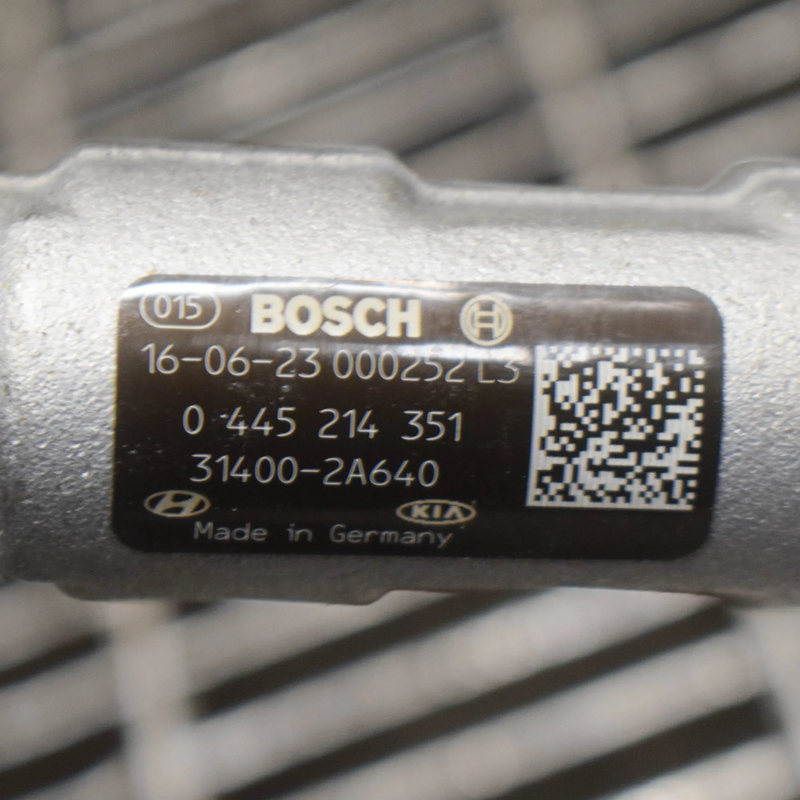 015 BOSCH
16-06-23 000252 L3
0 445 214 351
31400-2A640
KIA
Made in Germany